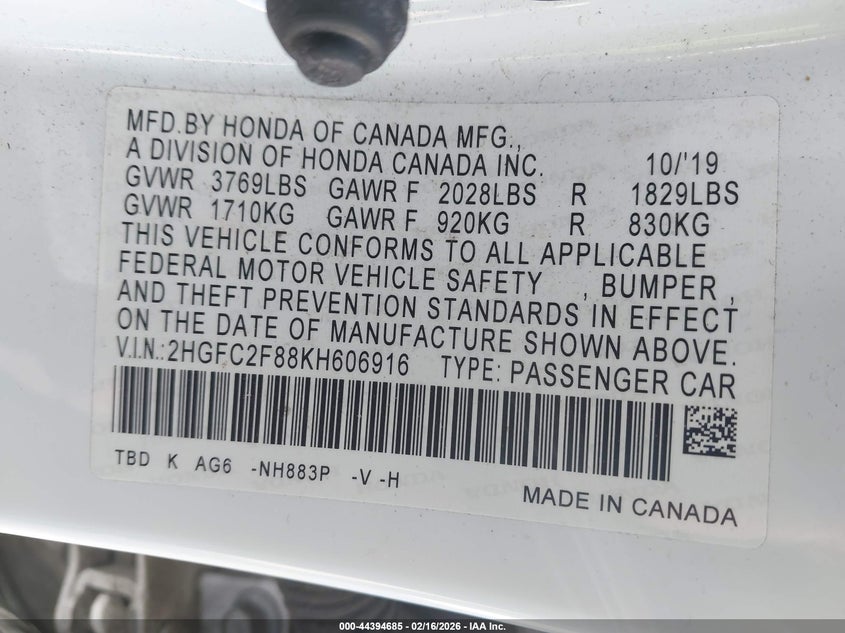 MFD.BY HONDA OF CANADA MFG.,
A DIVISION OF HONDA CANADA INC. 10/'19
GVWR 3769LBS GAWR F 2028LBS R 1829LBS
GVWR 1710KG GAWR F 920KG R 830KG
THIS VEHICLE CONFORMS TO ALL APPLICABLE
FEDERAL MOTOR VEHICLE SAFETY , BUMPER ,
AND THEFT PREVENTION STANDARDS IN EFFECT
ON THE DATE OF MANUFACTURE SHOWN ABOVE.
V.I.N.:2HGFC2F88KH606916 TYPE: PASSENGER CAR
TBD K AG6 -NH883P -V -H
MADE IN CANADA
000-44394685 - 02/16/2026 - IAA Inc.